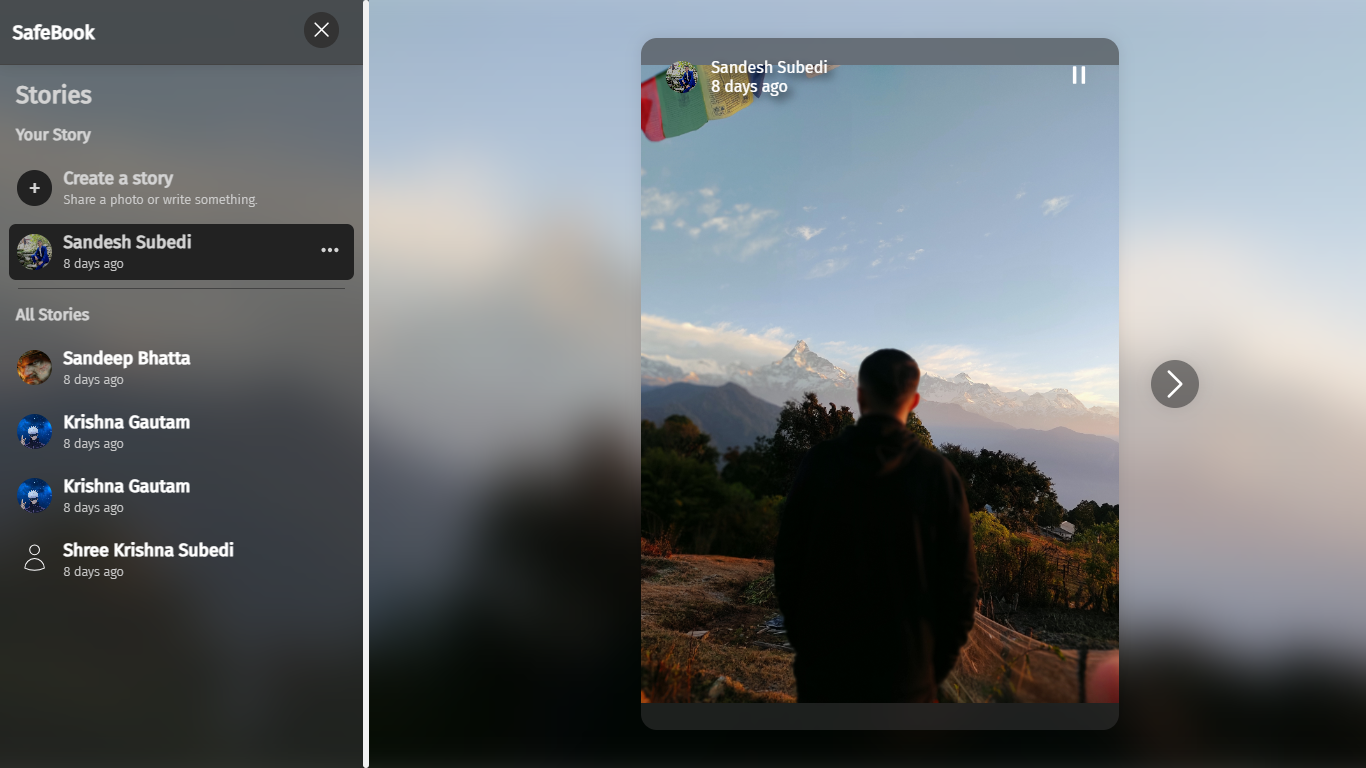 SafeBook
Stories
Your Story
Create a story
Share a photo or write something.
Sandesh Subedi
8 days ago
All Stories
Sandeep Bhatta
8 days ago
Krishna Gautam
8 days ago
Krishna Gautam
8 days ago
Shree Krishna Subedi
8 days ago
Sandesh Subedi
8 days ago